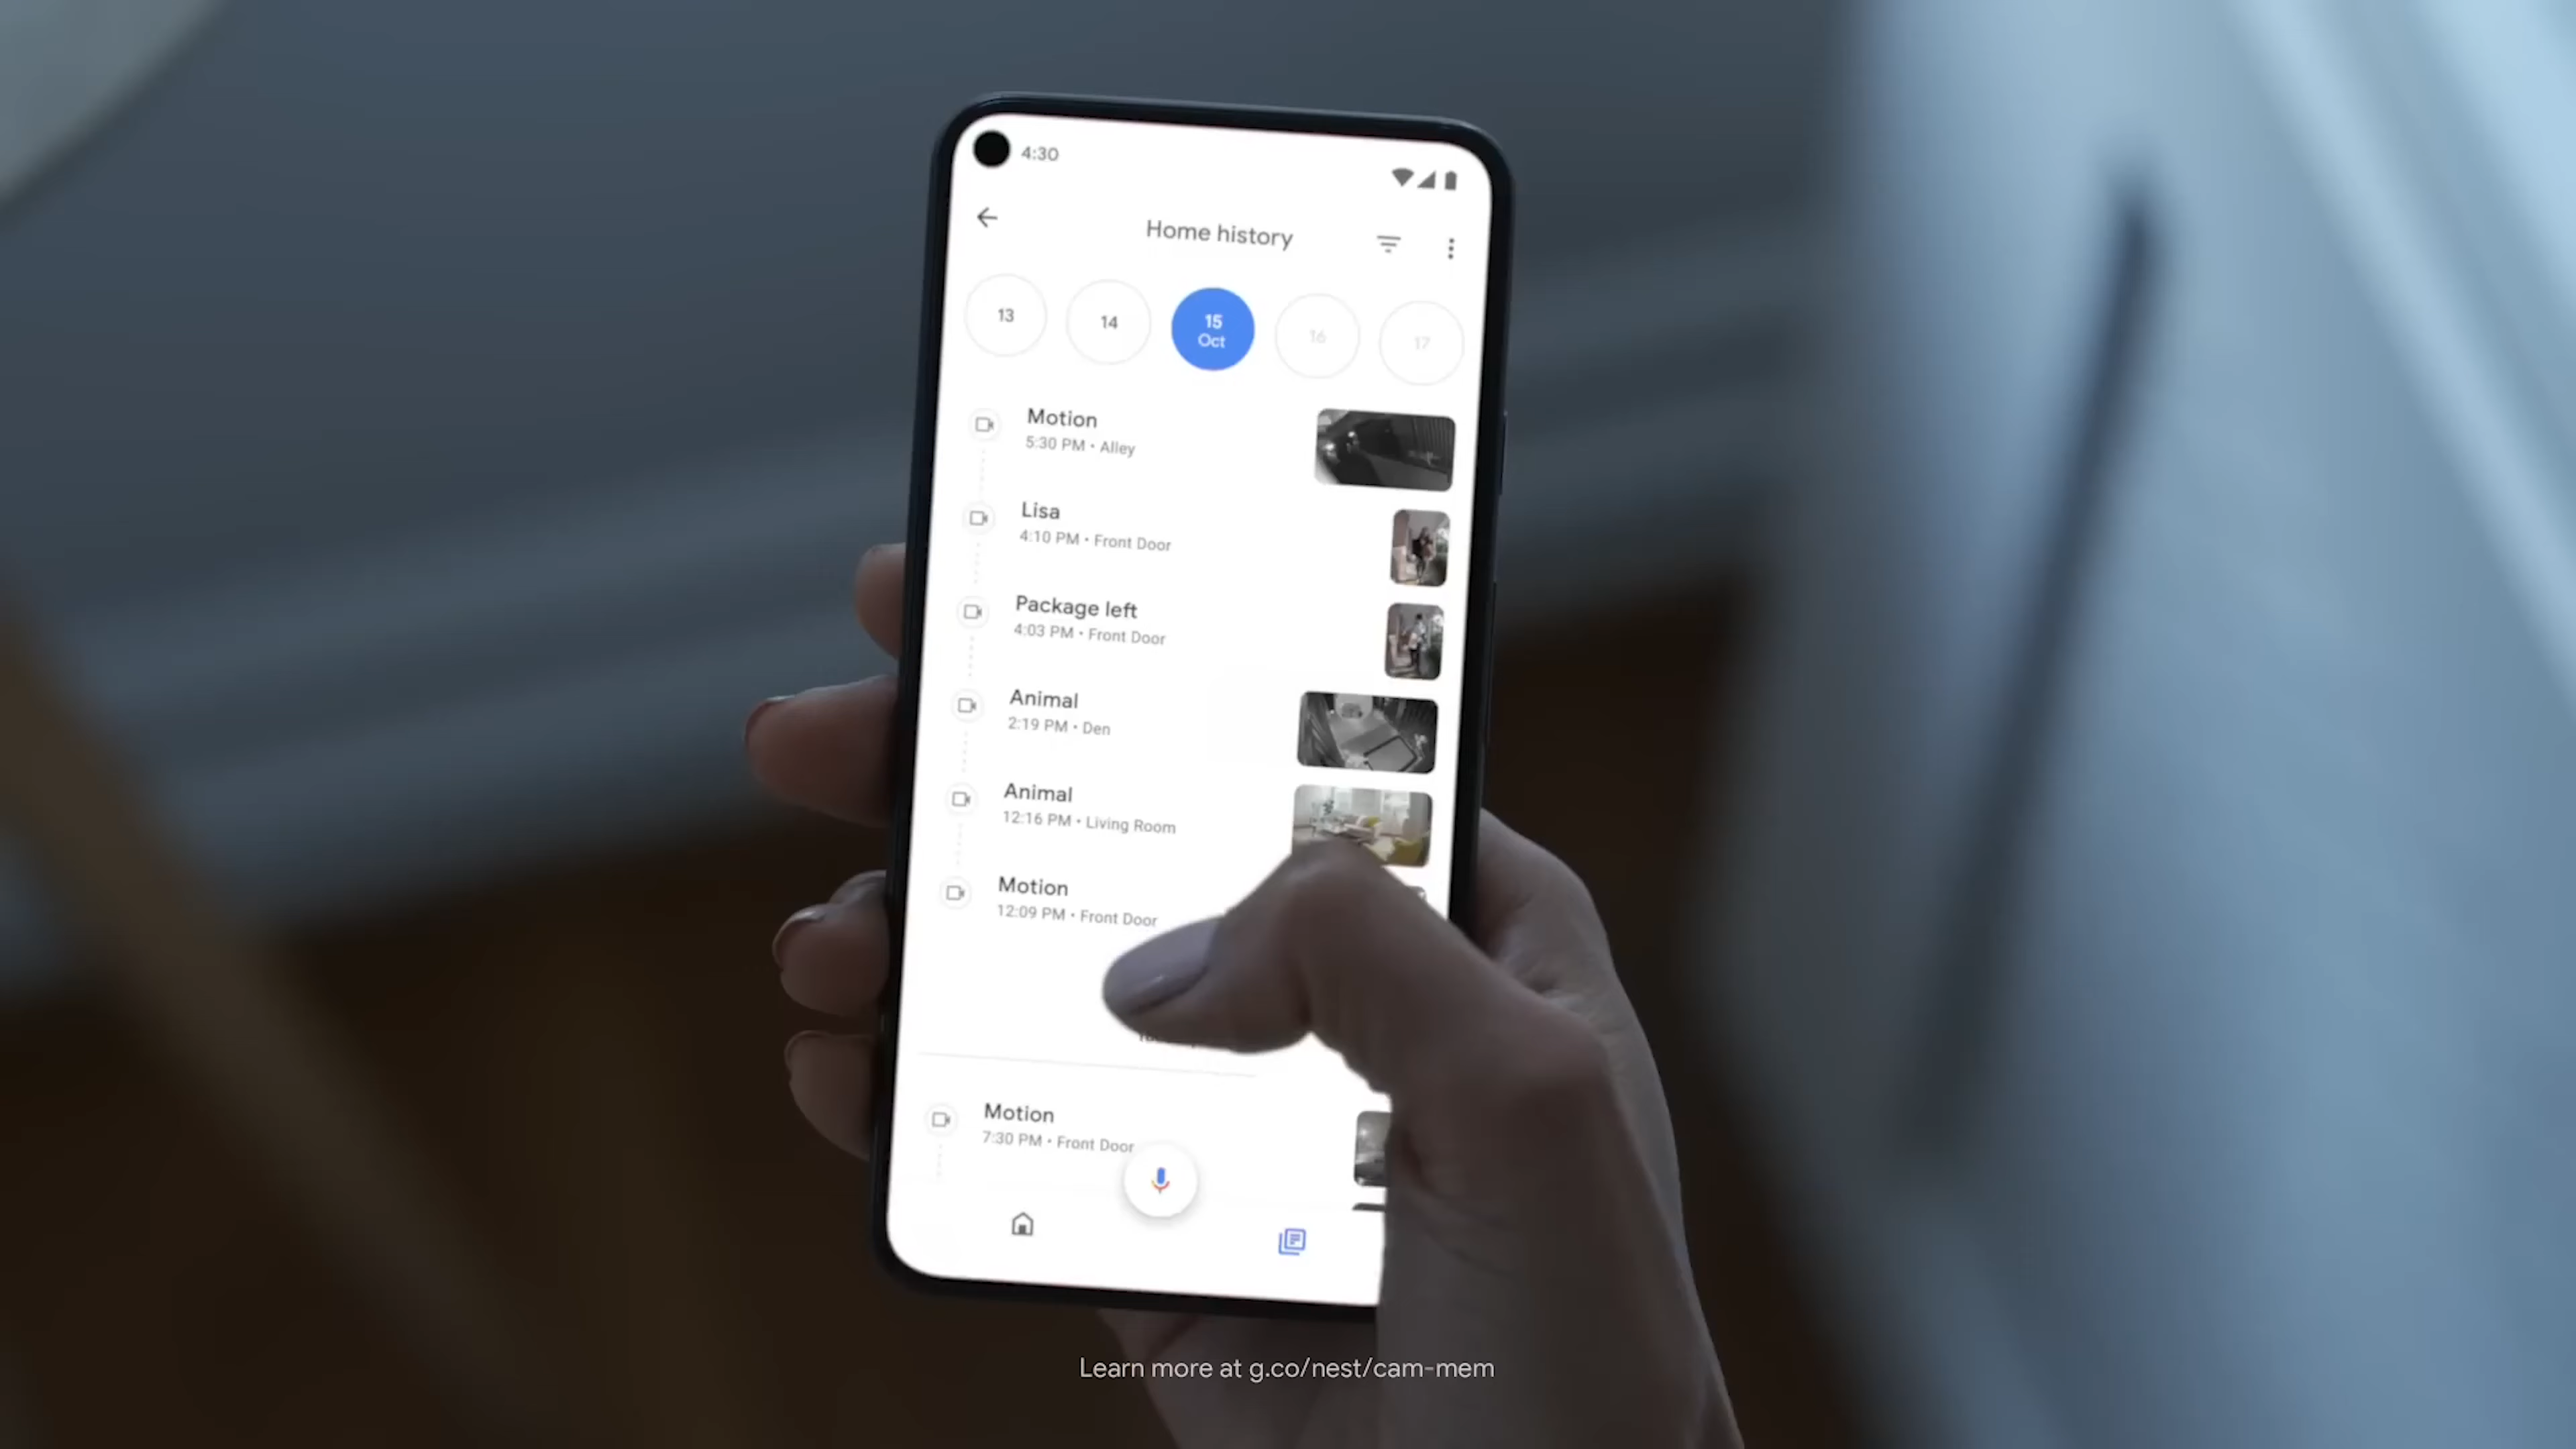 4:30
Home history
13
14
15
Oct
16
17
Motion
5:30 PM • Alley
Lisa
4:10 PM • Front Door
Package left
4:03 PM • Front Door
Animal
2:19 PM • Den
Animal
12:16 PM • Living Room
Motion
12:09 PM • Front Door
Motion
7:30 PM • Front Door
Learn more at g.co/nest/cam-mem